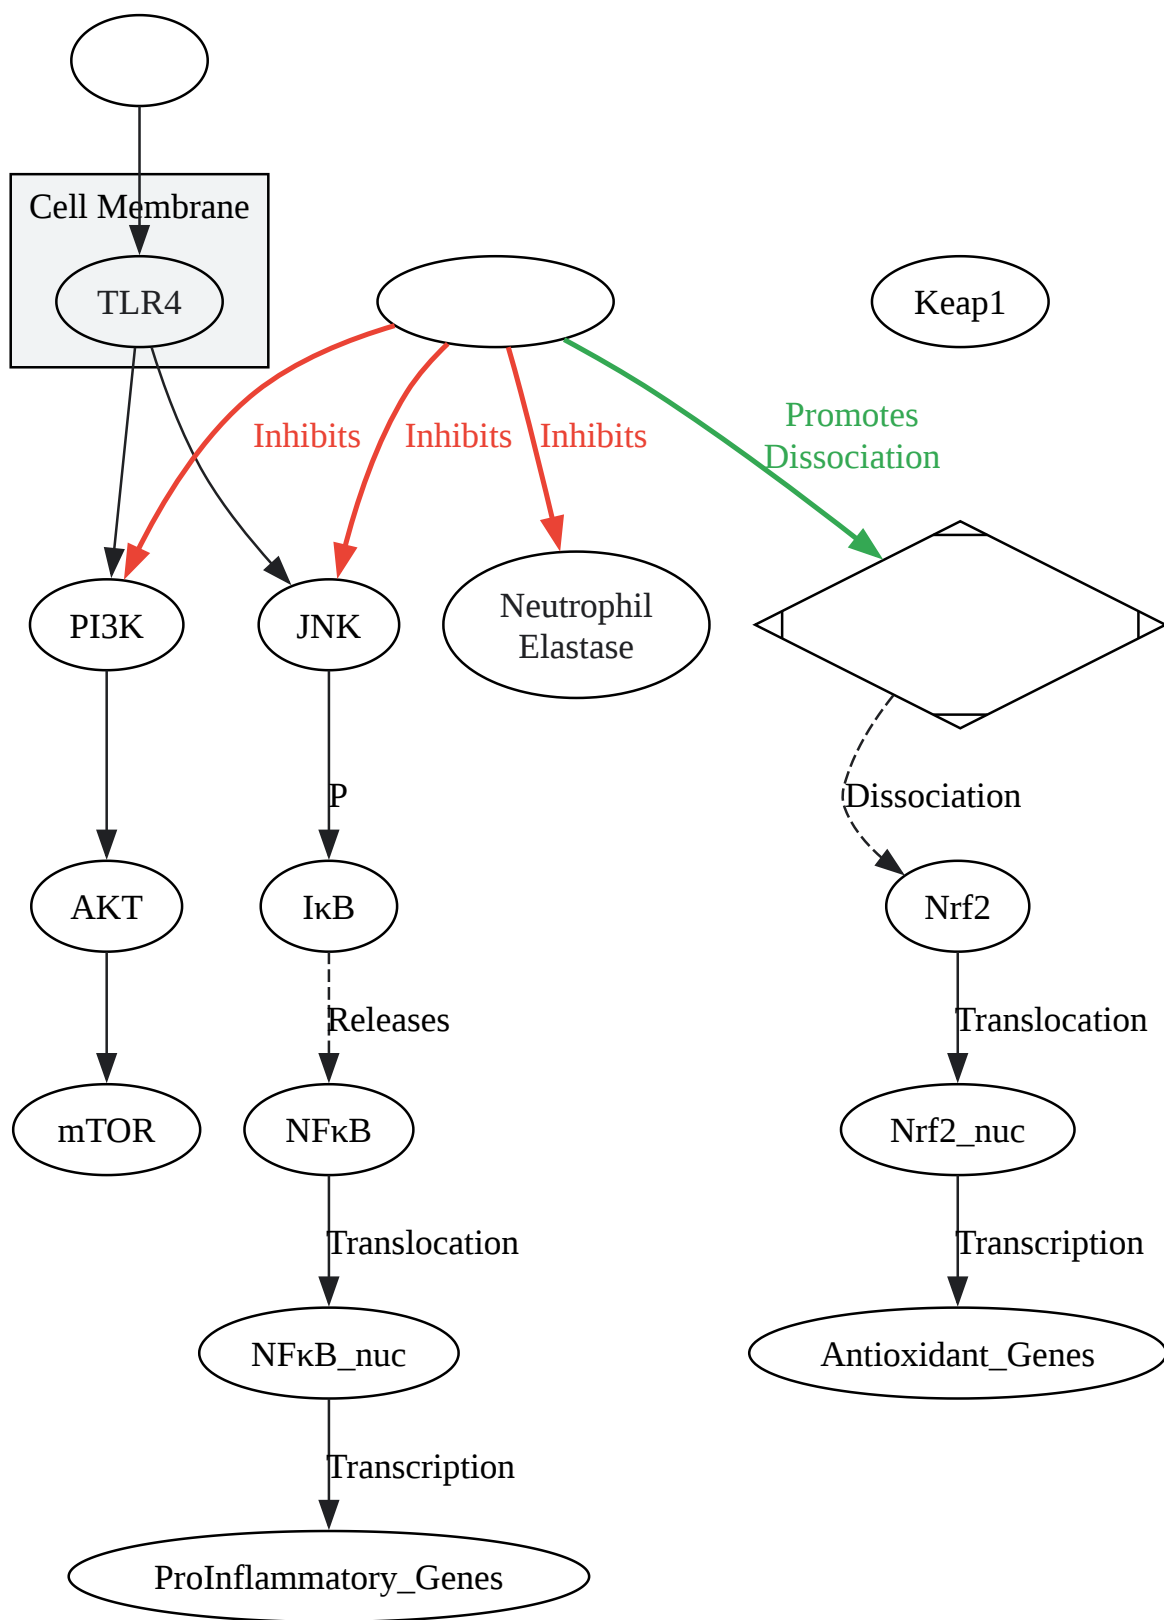 Cell Membrane
TLR4
Keap1
Promotes
Dissociation
Inhibits
Inhibits
Inhibits
PI3K
JNK
Neutrophil
Elastase
P
Dissociation
AKT
IκB
Nrf2
Releases
Translocation
mTOR
NFκB
Nrf2_nuc
Translocation
Transcription
NFκB_nuc
Antioxidant_Genes
Transcription
ProInflammatory_Genes